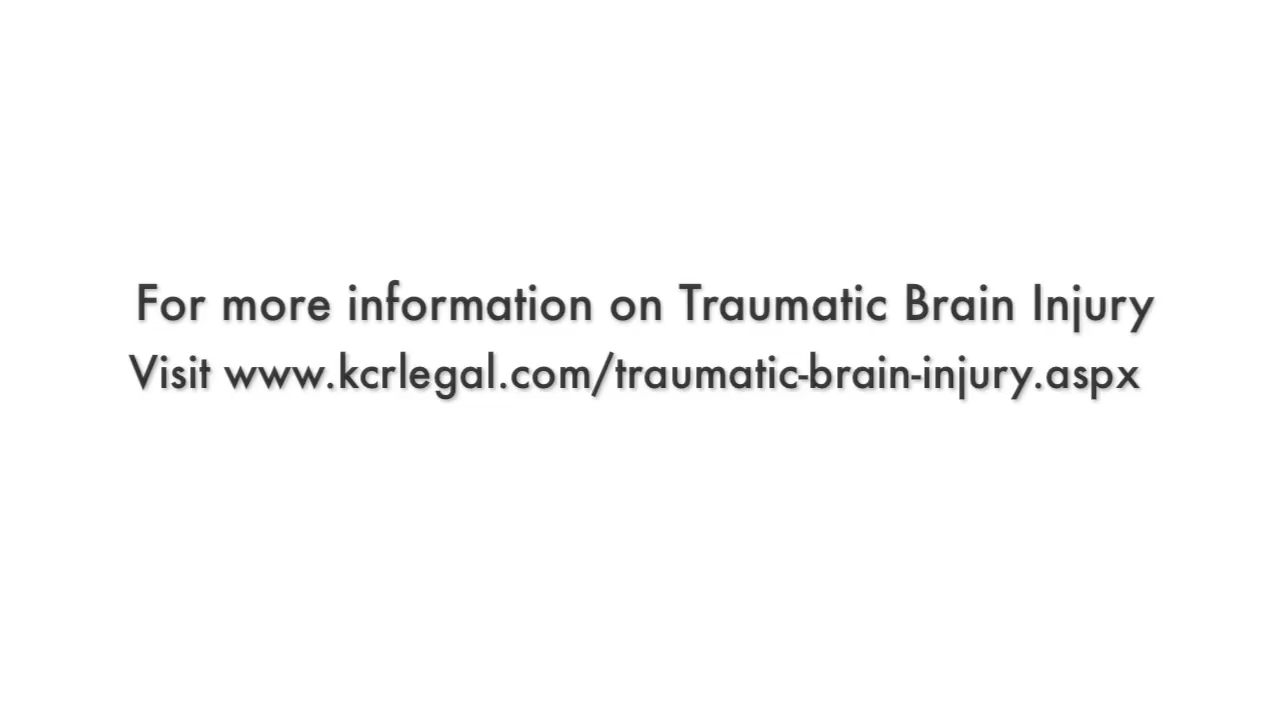 For more information on Traumatic Brain Injury
Visit www.kcrlegal.com/traumatic-brain-injury.aspx